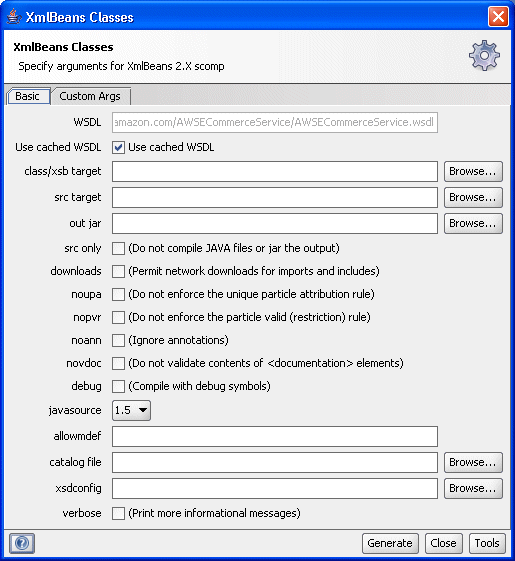 XmlBeans Classes
XmlBeans Classes
Specify arguments for XmlBeans 2.X scomp
Basic Custom Args
WSDL amazon.com/AWSECommerceService/AWSECommerceService.wsdl
Use cached WSDL Use cached WSDL
class/xsb target Browse...
src target Browse...
out jar Browse...
src only (Do not compile JAVA files or jar the output)
downloads (Permit network downloads for imports and includes)
noupa (Do not enforce the unique particle attribution rule)
nopvr (Do not enforce the particle valid (restriction) rule)
noann (Ignore annotations)
novdoc (Do not validate contents of <documentation> elements)
debug (Compile with debug symbols)
javasource 1.5
allowmdef
catalog file Browse...
xsdconfig Browse...
verbose (Print more informational messages)
? Generate Close Tools